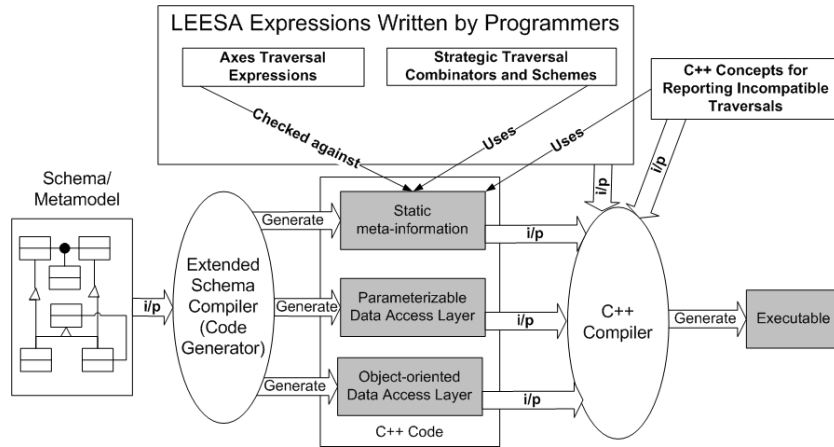 LEESA Expressions Written by Programmers
Axes Traversal
Expressions
Strategic Traversal
Combinators and Schemes
C++ Concepts for
Reporting Incompatible
Traversals
Checked against
Uses
Uses
i/p
i/p
Schema/
Metamodel
i/p
Extended
Schema
Compiler
(Code
Generator)
Generate
Static
meta-information
i/p
Generate
Parameterizable
Data Access Layer
i/p
Generate
Object-oriented
Data Access Layer
i/p
C++ Code
C++
Compiler
Generate
Executable